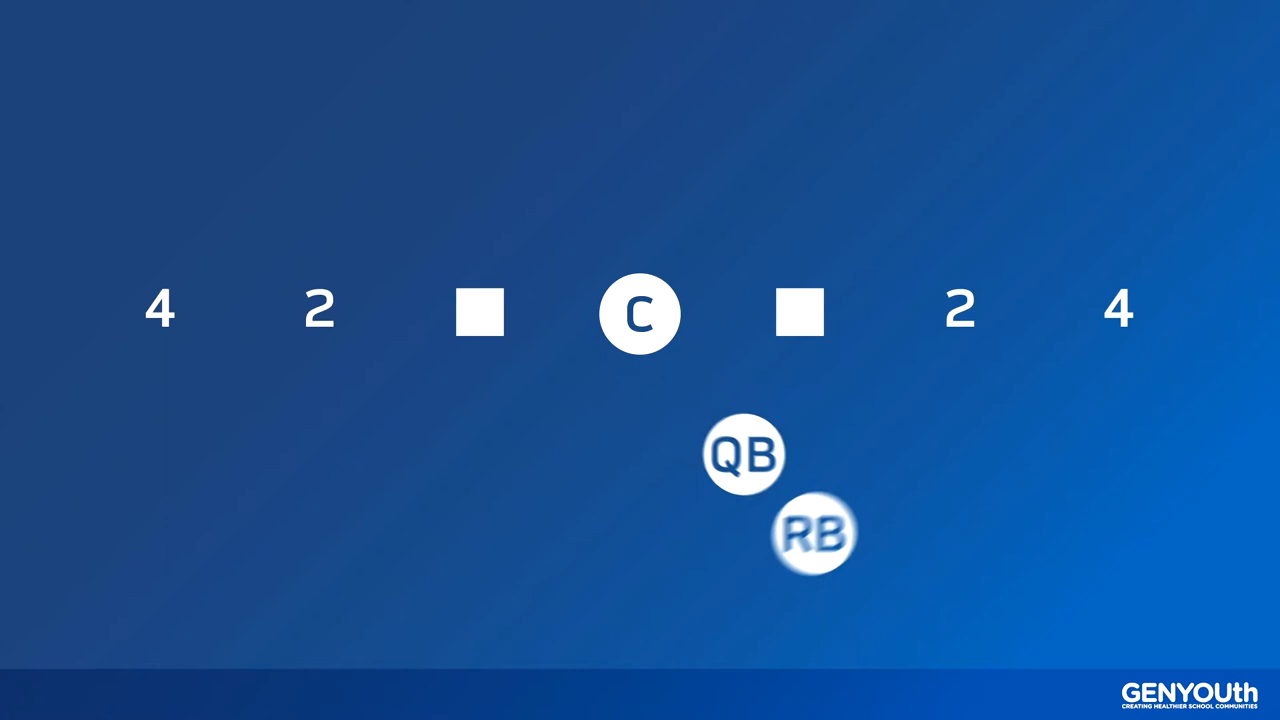 4 2 C 2 4
QB
RB
GENYOUth
CREATING HEALTHIER SCHOOL COMMUNITIES